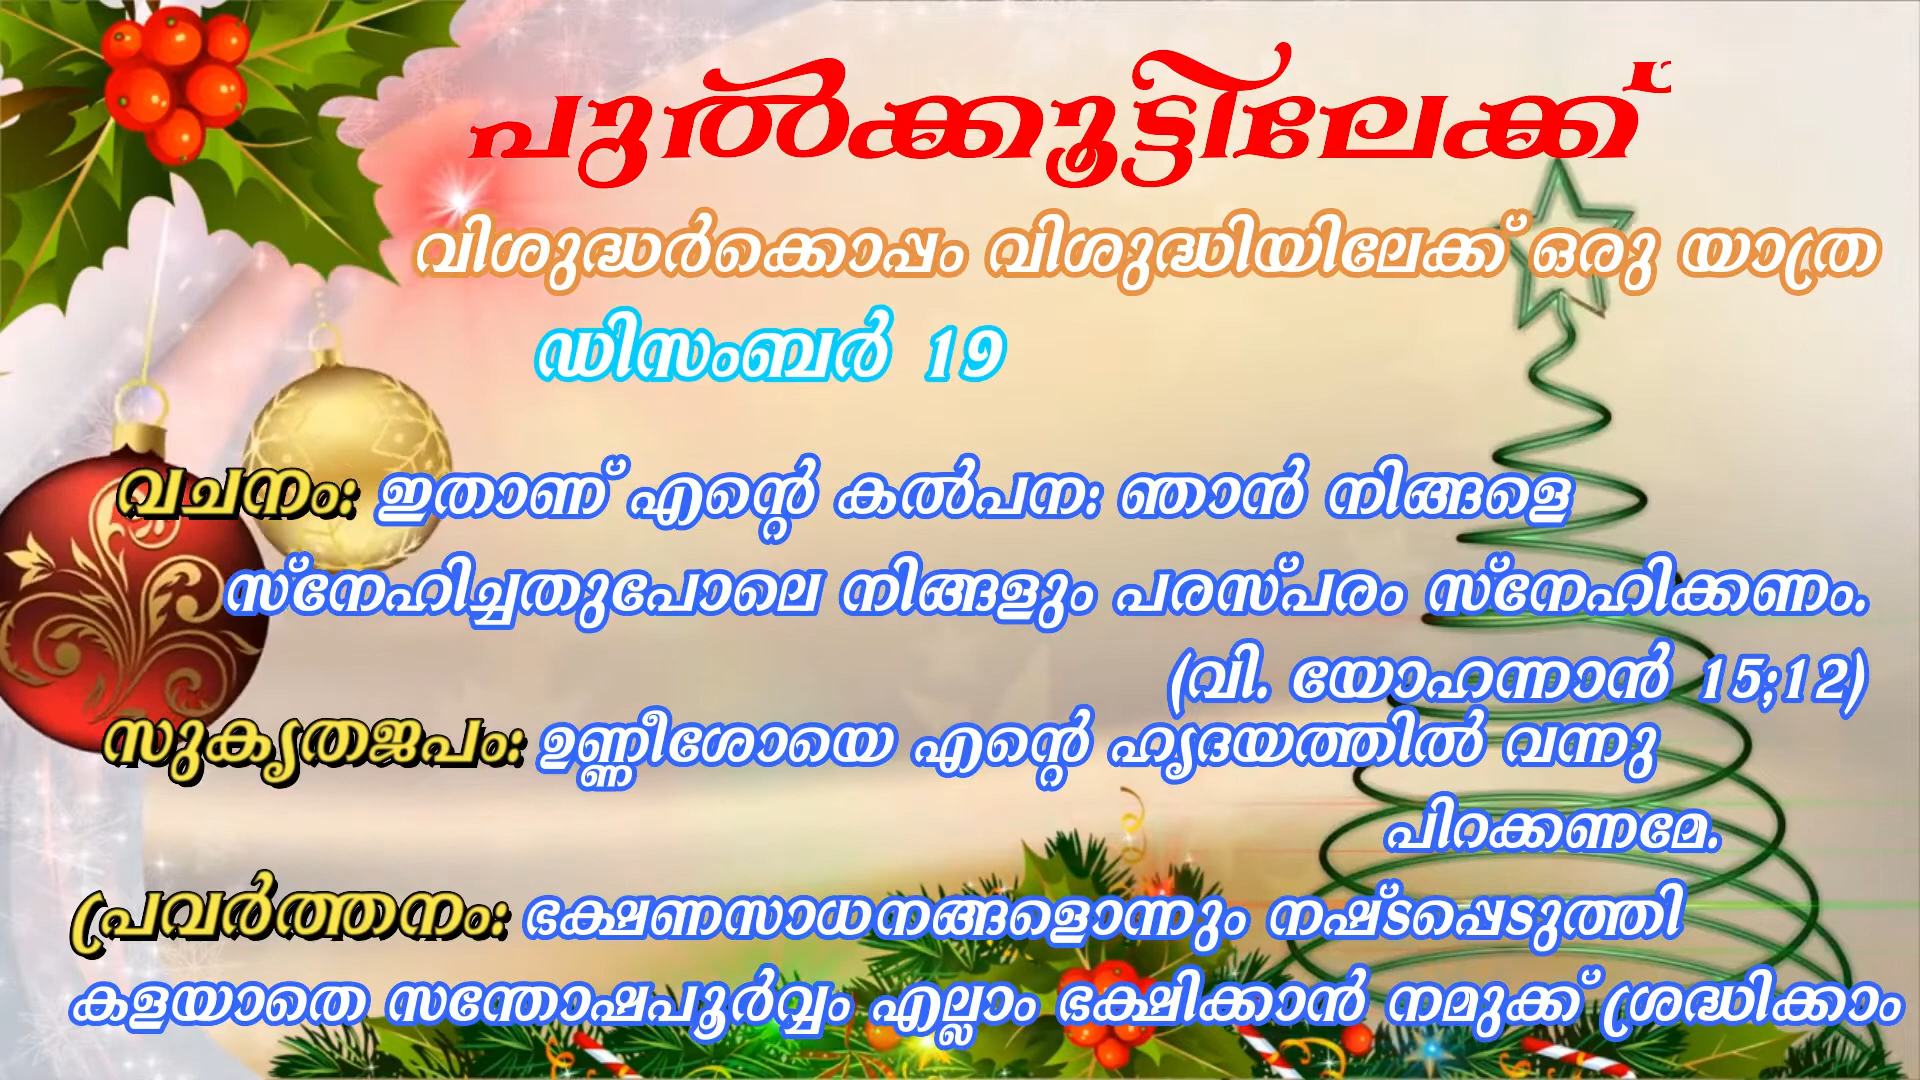 പുൽക്കൂട്ടിലേക്ക്
വിശുദ്ധർക്കൊപ്പം വിശുദ്ധിയിലേക്ക് ഒരു യാത്ര
ഡിസംബർ 19
വചനം: ഇതാണ് എന്റെ കൽപന: ഞാൻ നിങ്ങളെ
സ്നേഹിച്ചതുപോലെ നിങ്ങളും പരസ്പരം സ്നേഹിക്കണം.
(വി. യോഹന്നാൻ 15;12)
സുകൃതജപം: ഉണ്ണീശോയെ എന്റെ ഹൃദയത്തിൽ വന്നു
പിറക്കണമേ.
പ്രവർത്തനം: ഭക്ഷണസാധനങ്ങളൊന്നും നഷ്ടപ്പെടുത്തി
കളയാതെ സന്തോഷപൂർവ്വം എല്ലാം ഭക്ഷിക്കാൻ നമുക്ക് ശ്രദ്ധിക്കാം